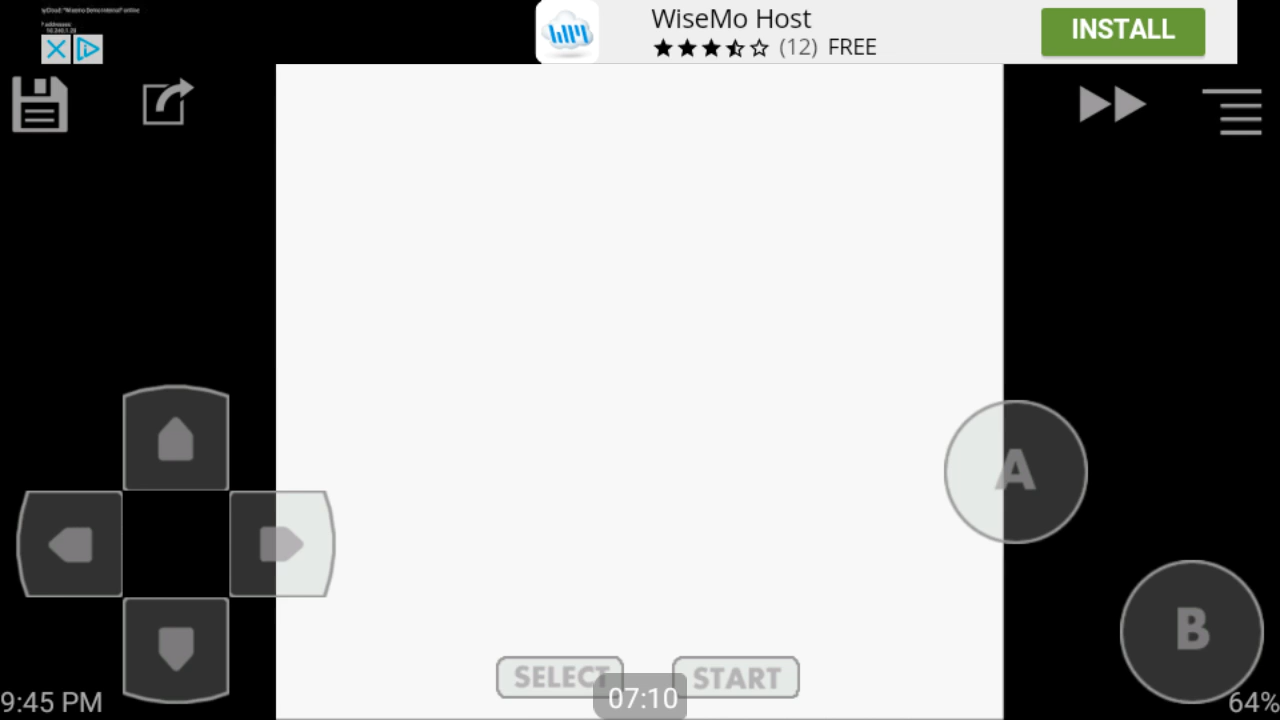 WiseMo Host
(12) FREE
INSTALL
A
B
SELECT
START
07:10
9:45 PM
64%